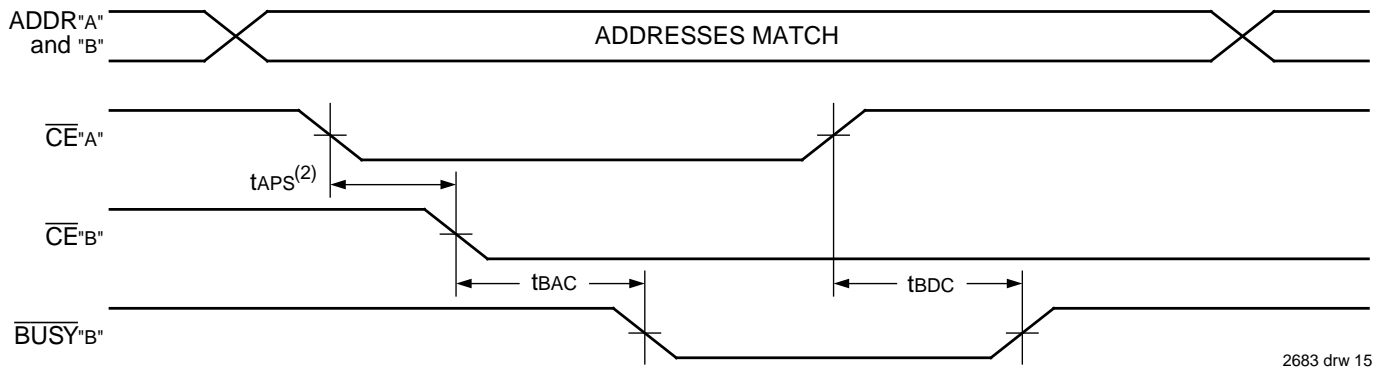 ADDR"A"
and "B"
ADDRESSES MATCH
CE"A"
tAPS(2)
CE"B"
tBAC
tBDC
BUSY"B"
2683 drw 15